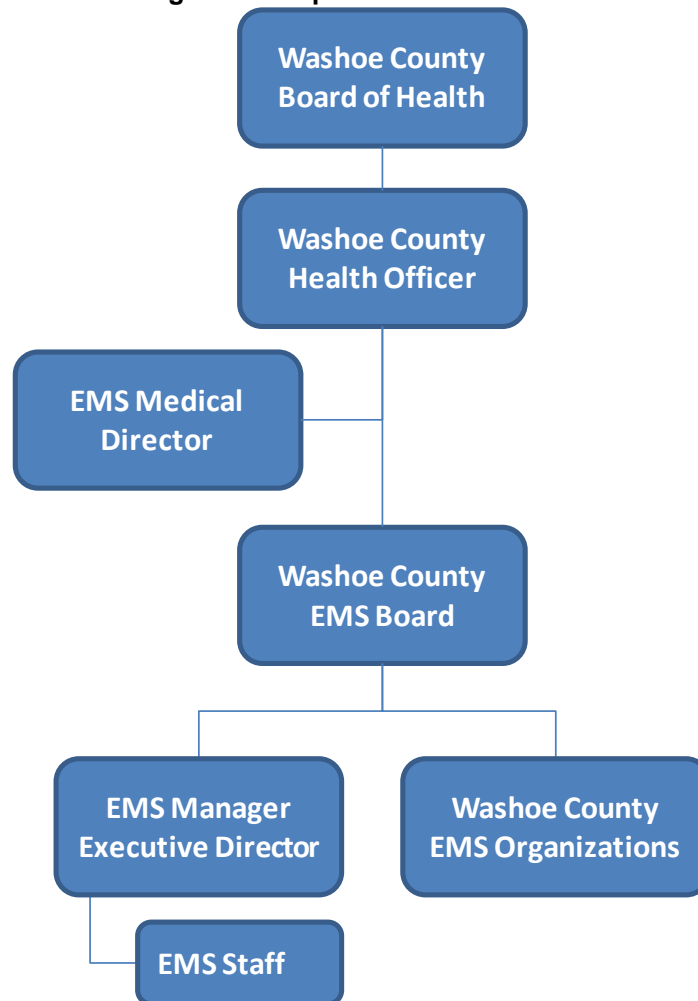 Washoe County
Board of Health
Washoe County
Health Officer
EMS Medical
Director
Washoe County
EMS Board
EMS Manager
Executive Director
Washoe County
EMS Organizations
EMS Staff